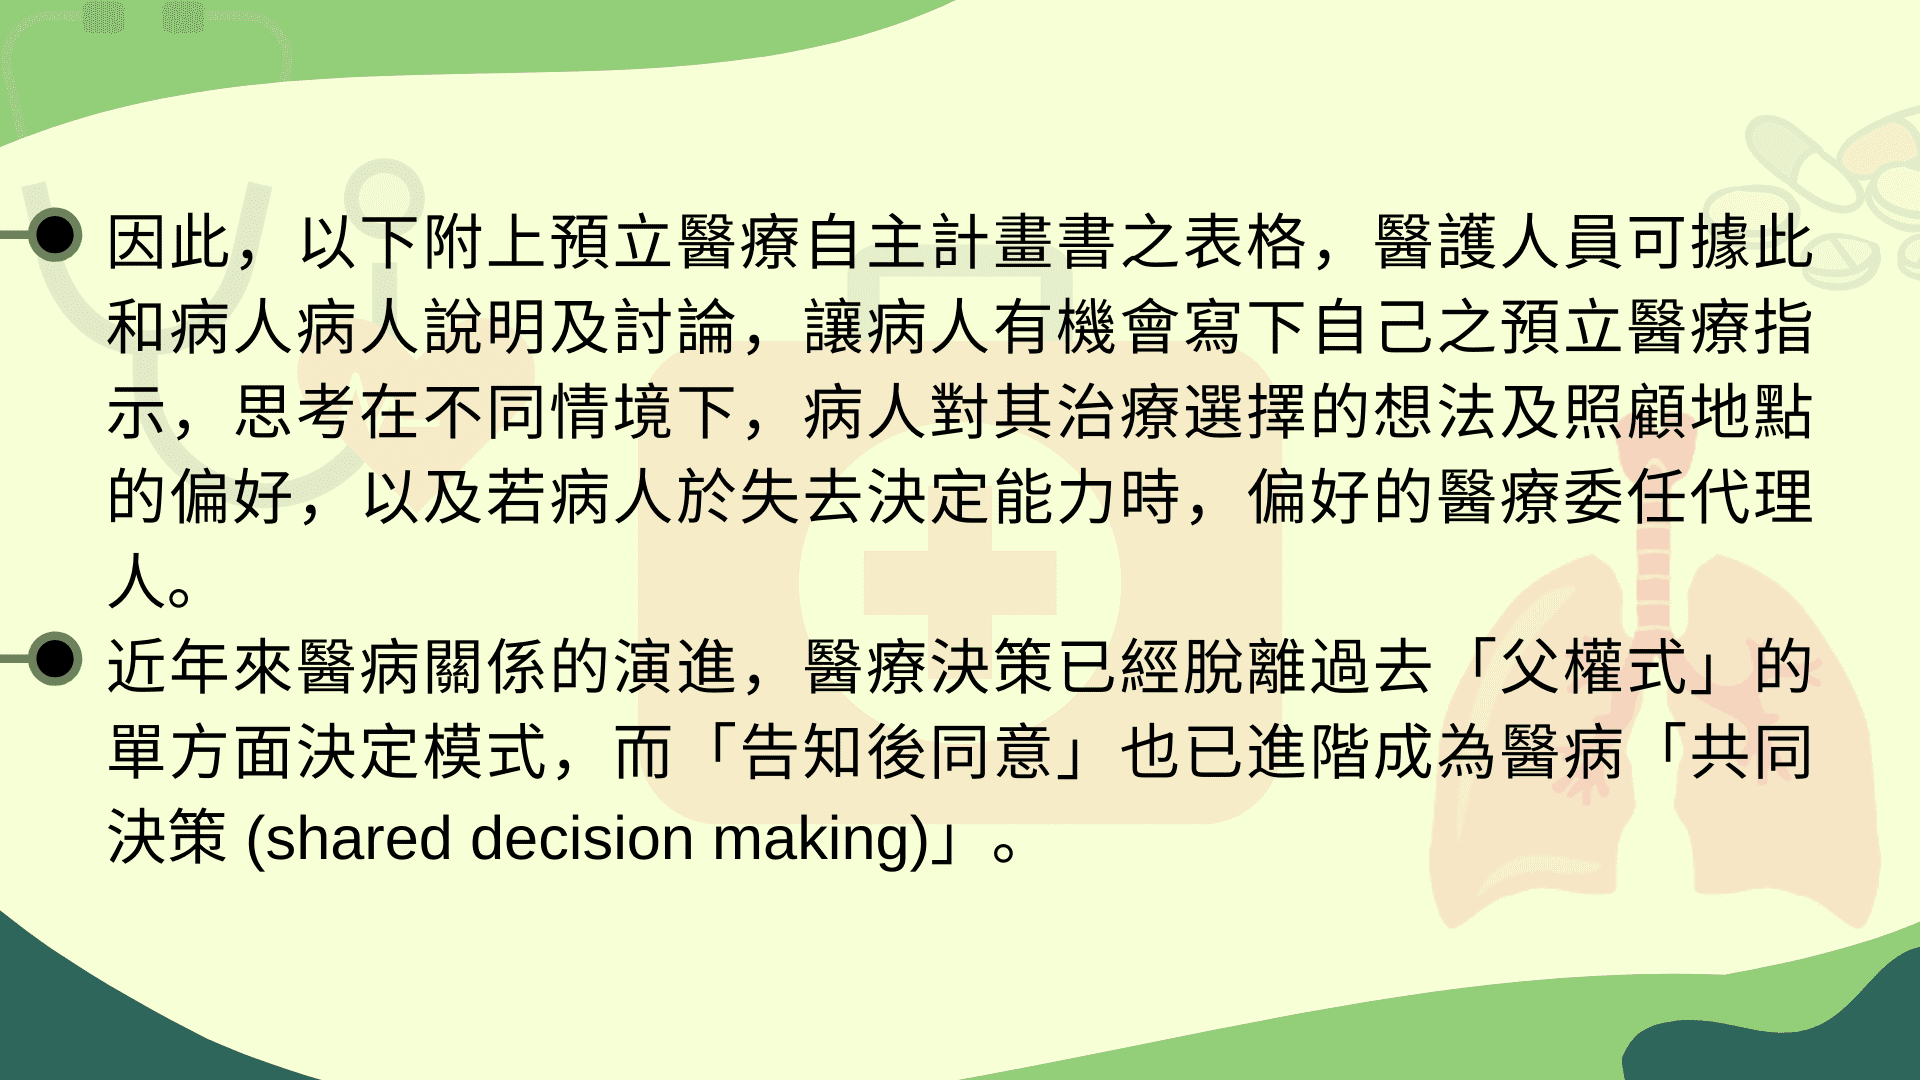 因此，以下附上預立醫療自主計畫書之表格，醫護人員可據此
和病人病人說明及討論，讓病人有機會寫下自己之預立醫療指
示，思考在不同情境下，病人對其治療選擇的想法及照顧地點
的偏好，以及若病人於失去決定能力時，偏好的醫療委任代理
人。
近年來醫病關係的演進，醫療決策已經脫離過去「父權式」的
單方面決定模式，而「告知後同意」也已進階成為醫病「共同
決策 (shared decision making)」。